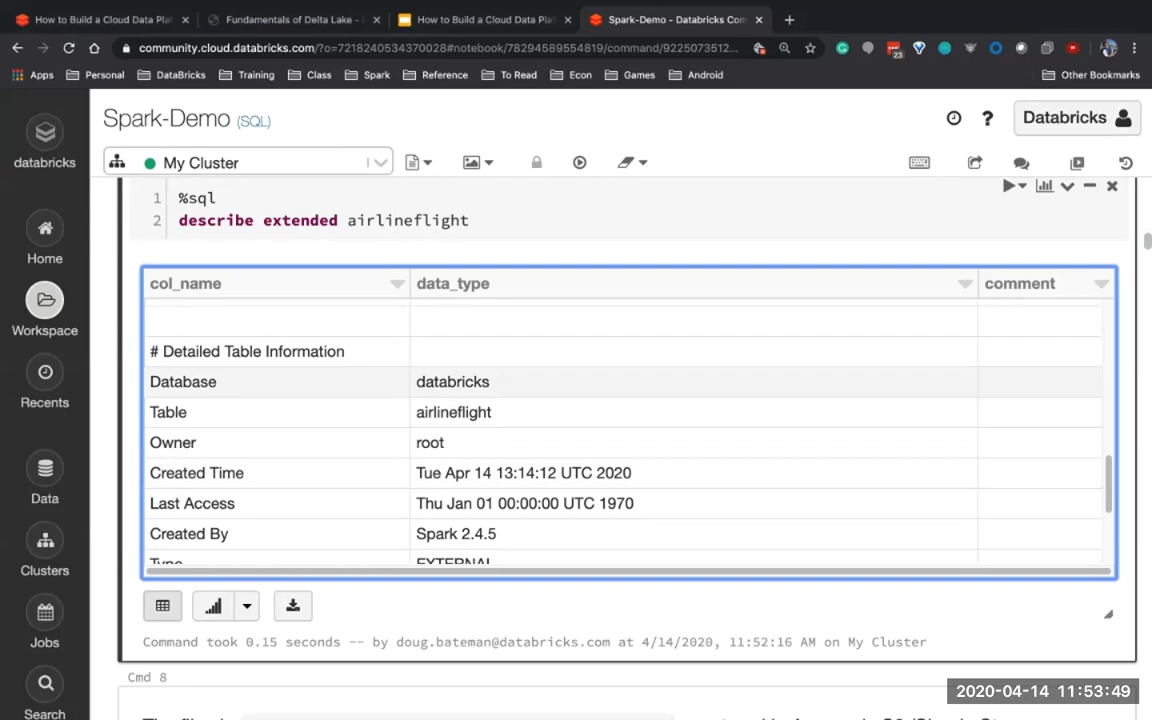 How to Build a Cloud Data Pla
Fundamentals of Delta Lake -
How to Build a Cloud Data Pla
Spark-Demo - Databricks Com
community.cloud.databricks.com/?o=7218240534370028#notebook/78294589554819/command/9225073512...
23
Apps
Personal
DataBricks
Training
Class
Spark
Reference
To Read
Econ
Games
Android
Other Bookmarks
databricks
Home
Workspace
Recents
Data
Clusters
Jobs
Search
Spark-Demo (SQL)
Databricks
My Cluster
1 %sql
2 describe extended airlineflight
col_name data_type comment
# Detailed Table Information
Database databricks
Table airlineflight
Owner root
Created Time Tue Apr 14 13:14:12 UTC 2020
Last Access Thu Jan 01 00:00:00 UTC 1970
Created By Spark 2.4.5
Type EXTERNAL
Command took 0.15 seconds -- by doug.bateman@databricks.com at 4/14/2020, 11:52:16 AM on My Cluster
Cmd 8
2020-04-14 11:53:49